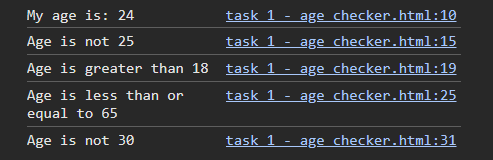 My age is: 24 task 1 - age checker.html:10
Age is not 25 task 1 - age checker.html:15
Age is greater than 18 task 1 - age checker.html:19
Age is less than or task 1 - age checker.html:25
equal to 65
Age is not 30 task 1 - age checker.html:31